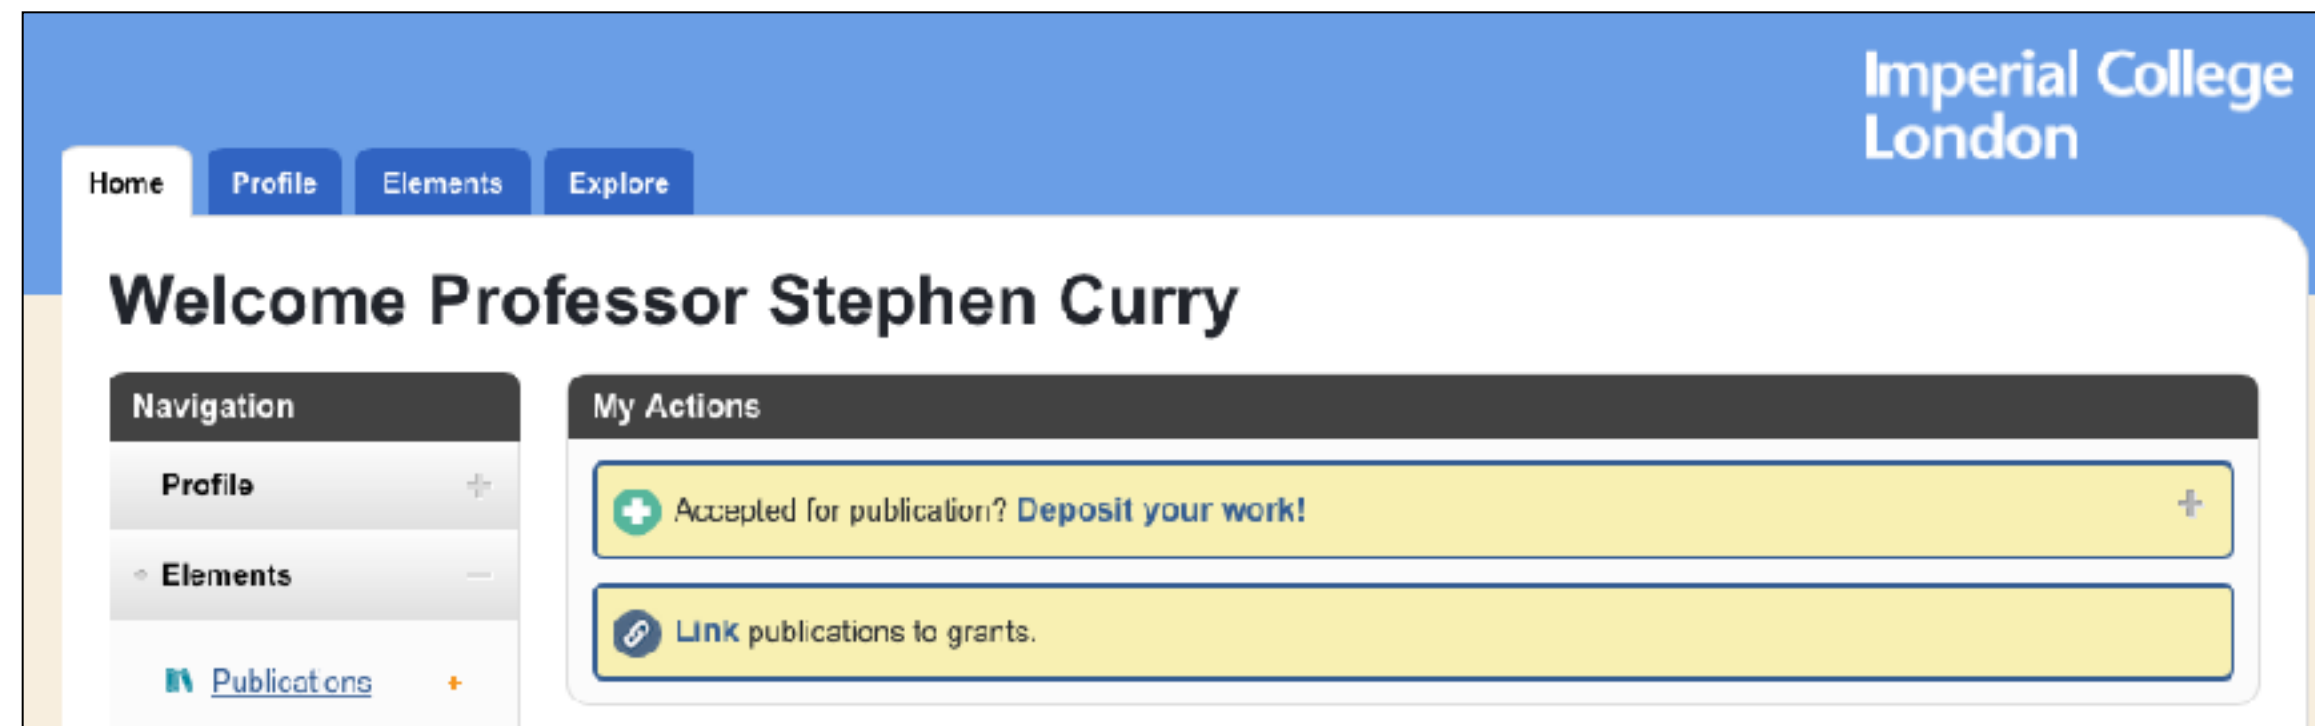 Imperial College
London
Home Profile Elements Explore
Welcome Professor Stephen Curry
Navigation
Profile
Elements
Publications
My Actions
Accepted for publication? Deposit your work!
Link publications to grants.